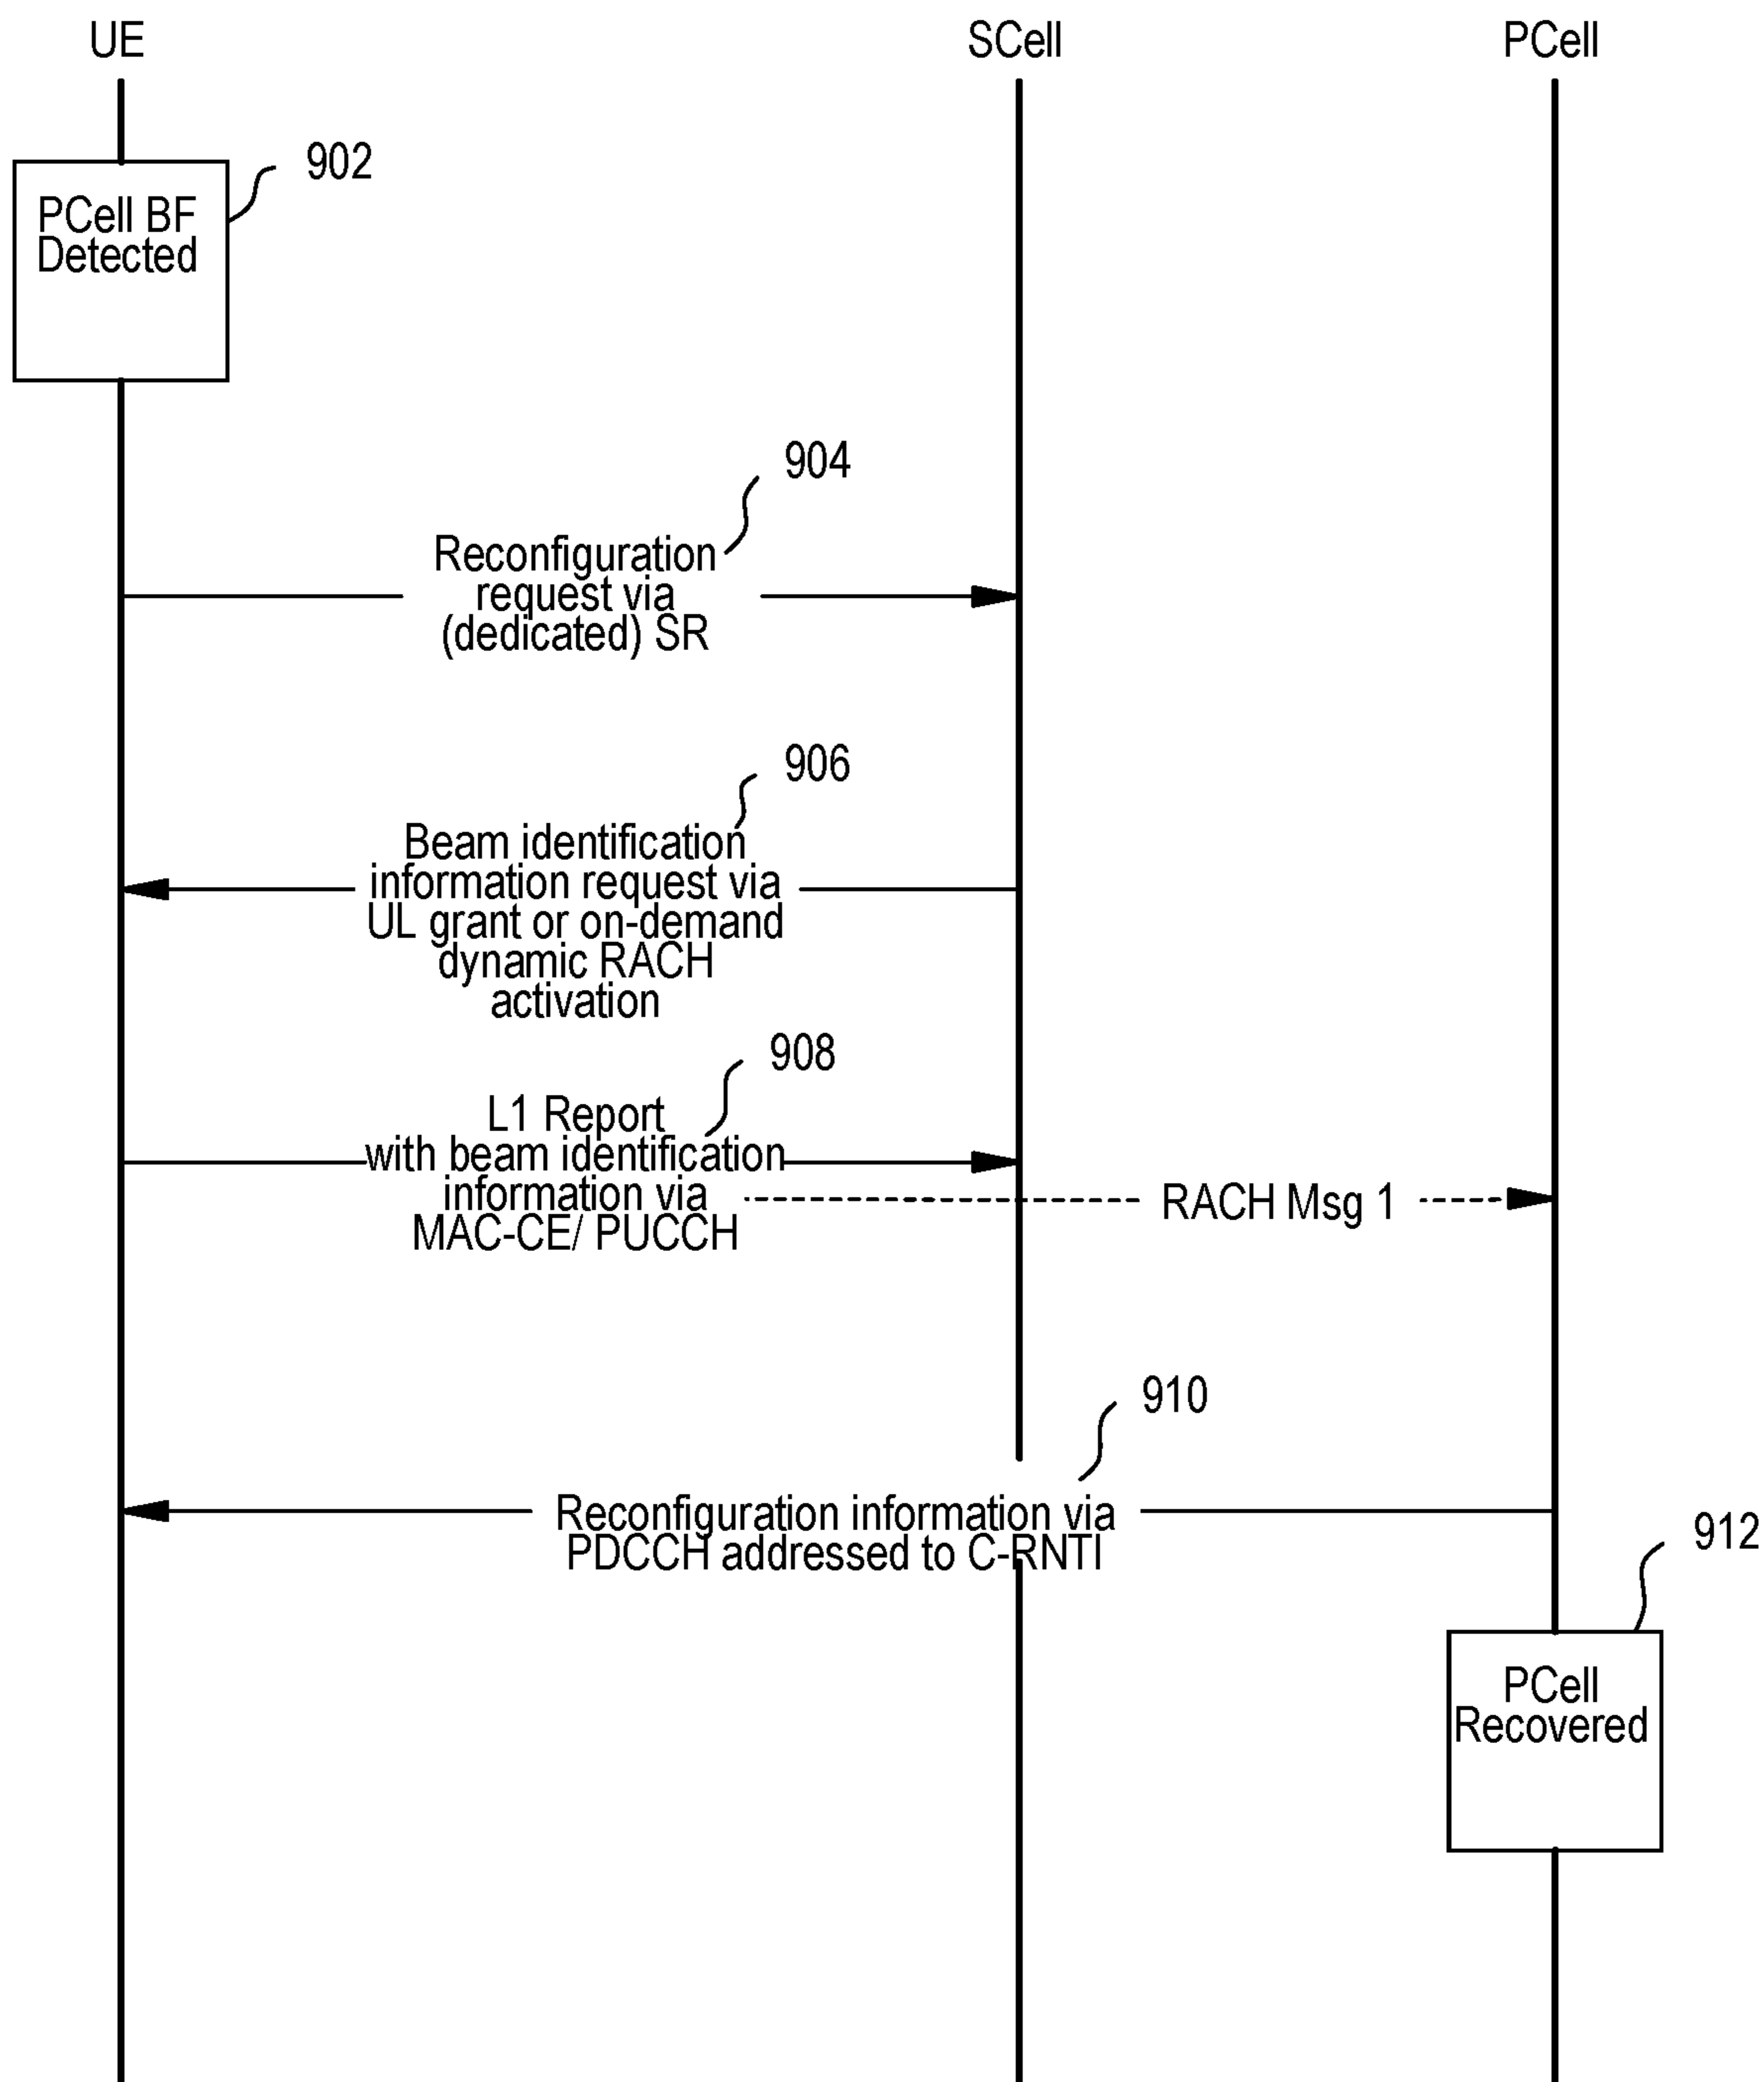 UE
SCell
PCell
902
PCell BF
Detected
904
Reconfiguration
request via
(dedicated) SR
906
Beam identification
information request via
UL grant or on-demand
dynamic RACH
activation
908
L1 Report
with beam identification
information via
MAC-CE/ PUCCH
RACH Msg 1
910
Reconfiguration information via
PDCCH addressed to C-RNTI
912
PCell
Recovered